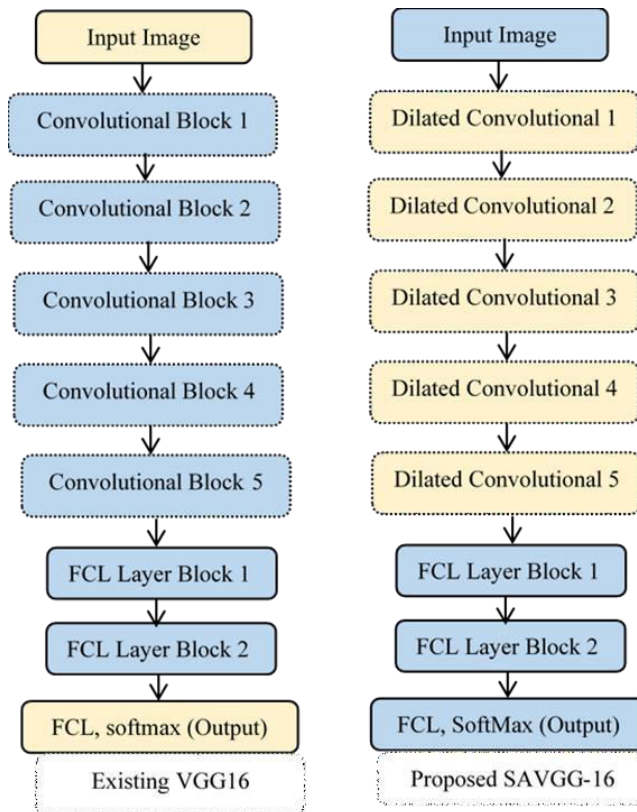 Input Image
Convolutional Block 1
Convolutional Block 2
Convolutional Block 3
Convolutional Block 4
Convolutional Block 5
FCL Layer Block 1
FCL Layer Block 2
FCL, softmax (Output)
Existing VGG16
Input Image
Dilated Convolutional 1
Dilated Convolutional 2
Dilated Convolutional 3
Dilated Convolutional 4
Dilated Convolutional 5
FCL Layer Block 1
FCL Layer Block 2
FCL, SoftMax (Output)
Proposed SAVGG-16